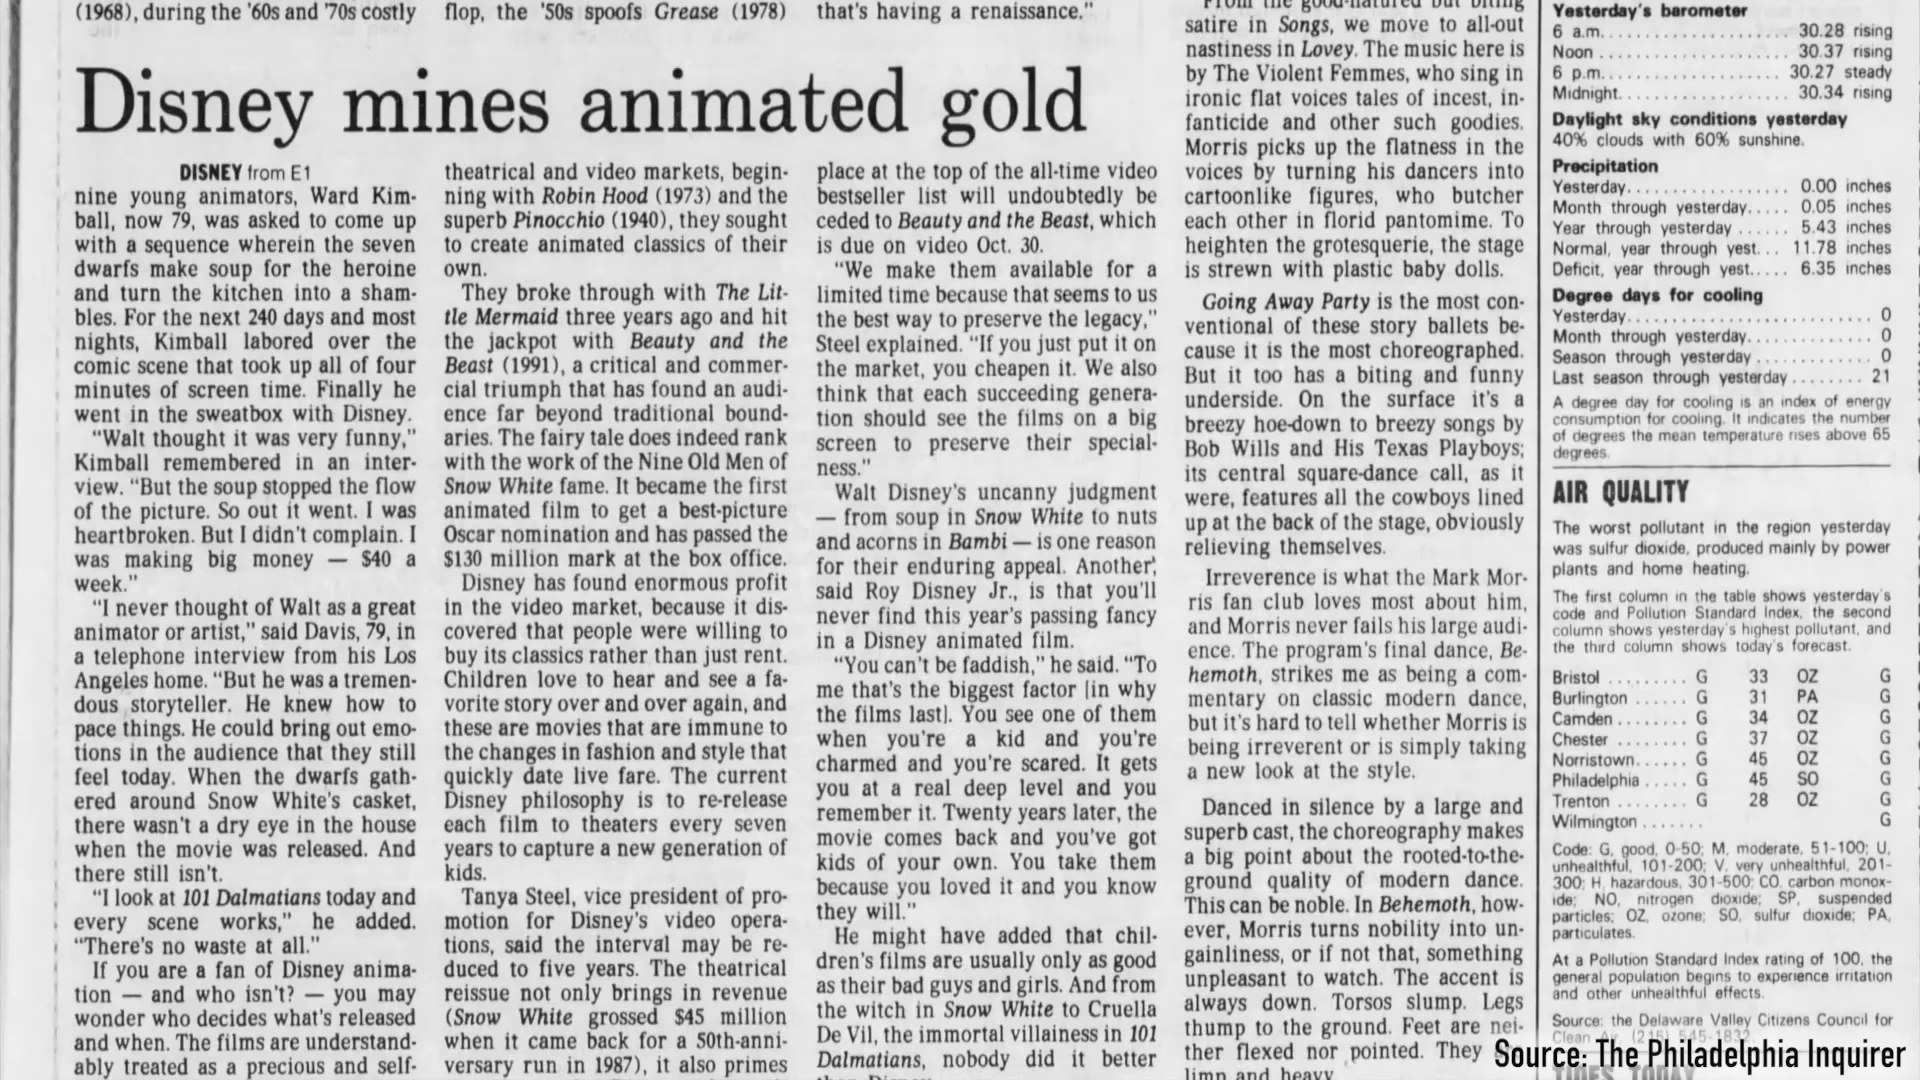 (1968), during the '60s and '70s costly
flop, the '50s spoofs Grease (1978)
that's having a renaissance."
Disney mines animated gold
DISNEY from E1
nine young animators, Ward Kim-
ball, now 79, was asked to come up
with a sequence wherein the seven
dwarfs make soup for the heroine
and turn the kitchen into a sham-
bles. For the next 240 days and most
nights, Kimball labored over the
comic scene that took up all of four
minutes of screen time. Finally he
went in the sweatbox with Disney.
"Walt thought it was very funny,"
Kimball remembered in an inter-
view. "But the soup stopped the flow
of the picture. So out it went. I was
heartbroken. But I didn't complain. I
was making big money — $40 a
week."
"I never thought of Walt as a great
animator or artist," said Davis, 79, in
a telephone interview from his Los
Angeles home. "But he was a tremen-
dous storyteller. He knew how to
pace things. He could bring out emo-
tions in the audience that they still
feel today. When the dwarfs gath-
ered around Snow White's casket,
there wasn't a dry eye in the house
when the movie was released. And
there still isn't.
"I look at 101 Dalmatians today and
every scene works," he added.
"There's no waste at all."
If you are a fan of Disney anima-
tion — and who isn't? — you may
wonder who decides what's released
and when. The films are understand-
ably treated as a precious and self-
theatrical and video markets, begin-
ning with Robin Hood (1973) and the
superb Pinocchio (1940), they sought
to create animated classics of their
own.
They broke through with The Lit-
tle Mermaid three years ago and hit
the jackpot with Beauty and the
Beast (1991), a critical and commer-
cial triumph that has found an audi-
ence far beyond traditional bound-
aries. The fairy tale does indeed rank
with the work of the Nine Old Men of
Snow White fame. It became the first
animated film to get a best-picture
Oscar nomination and has passed the
$130 million mark at the box office.
Disney has found enormous profit
in the video market, because it dis-
covered that people were willing to
buy its classics rather than just rent.
Children love to hear and see a fa-
vorite story over and over again, and
these are movies that are immune to
the changes in fashion and style that
quickly date live fare. The current
Disney philosophy is to re-release
each film to theaters every seven
years to capture a new generation of
kids.
Tanya Steel, vice president of pro-
motion for Disney's video opera-
tions, said the interval may be re-
duced to five years. The theatrical
reissue not only brings in revenue
(Snow White grossed $45 million
when it came back for a 50th-anni-
versary run in 1987), it also primes
place at the top of the all-time video
bestseller list will undoubtedly be
ceded to Beauty and the Beast, which
is due on video Oct. 30.
"We make them available for a
limited time because that seems to us
the best way to preserve the legacy,"
Steel explained. "If you just put it on
the market, you cheapen it. We also
think that each succeeding genera-
tion should see the films on a big
screen to preserve their special-
ness."
Walt Disney's uncanny judgment
— from soup in Snow White to nuts
and acorns in Bambi — is one reason
for their enduring appeal. Another,
said Roy Disney Jr., is that you'll
never find this year's passing fancy
in a Disney animated film.
"You can't be faddish," he said. "To
me that's the biggest factor [in why
the films last]. You see one of them
when you're a kid and you're
charmed and you're scared. It gets
you at a real deep level and you
remember it. Twenty years later, the
movie comes back and you've got
kids of your own. You take them
because you loved it and you know
they will."
He might have added that chil-
dren's films are usually only as good
as their bad guys and girls. And from
the witch in Snow White to Cruella
De Vil, the immortal villainess in 101
Dalmatians, nobody did it better
than Disney.
From the good-natured but biting
satire in Songs, we move to all-out
nastiness in Lovey. The music here is
by The Violent Femmes, who sing in
ironic flat voices tales of incest, in-
fanticide and other such goodies.
Morris picks up the flatness in the
voices by turning his dancers into
cartoonlike figures, who butcher
each other in florid pantomime. To
heighten the grotesquerie, the stage
is strewn with plastic baby dolls.
Going Away Party is the most con-
ventional of these story ballets be-
cause it is the most choreographed.
But it too has a biting and funny
underside. On the surface it's a
breezy hoe-down to breezy songs by
Bob Wills and His Texas Playboys;
its central square-dance call, as it
were, features all the cowboys lined
up at the back of the stage, obviously
relieving themselves.
Irreverence is what the Mark Mor-
ris fan club loves most about him,
and Morris never fails his large audi-
ence. The program's final dance, Be-
hemoth, strikes me as being a com-
mentary on classic modern dance,
but it's hard to tell whether Morris is
being irreverent or is simply taking
a new look at the style.
Danced in silence by a large and
superb cast, the choreography makes
a big point about the rooted-to-the-
ground quality of modern dance.
This can be noble. In Behemoth, how-
ever, Morris turns nobility into un-
gainliness, or if not that, something
unpleasant to watch. The accent is
always down. Torsos slump. Legs
thump to the ground. Feet are nei-
ther flexed nor pointed. They
limp and heavy.
Yesterday's barometer
6 a.m. 30.28 rising
Noon 30.37 rising
6 p.m. 30.27 steady
Midnight 30.34 rising
Daylight sky conditions yesterday
40% clouds with 60% sunshine.
Precipitation
Yesterday 0.00 inches
Month through yesterday 0.05 inches
Year through yesterday 5.43 inches
Normal, year through yest. 11.78 inches
Deficit, year through yest. 6.35 inches
Degree days for cooling
Yesterday 0
Month through yesterday 0
Season through yesterday 0
Last season through yesterday 21
A degree day for cooling is an index of energy
consumption for cooling. It indicates the number
of degrees the mean temperature rises above 65
degrees.
AIR QUALITY
The worst pollutant in the region yesterday
was sulfur dioxide, produced mainly by power
plants and home heating.
The first column in the table shows yesterday's
code and Pollution Standard Index, the second
column shows yesterday's highest pollutant, and
the third column shows today's forecast.
Bristol G 33 OZ G
Burlington G 31 PA G
Camden G 34 OZ G
Chester G 37 OZ G
Norristown G 45 OZ G
Philadelphia G 45 SO G
Trenton G 28 OZ G
Wilmington G
Code: G, good, 0-50; M, moderate, 51-100; U,
unhealthful, 101-200; V, very unhealthful, 201-
300; H, hazardous, 301-500; CO, carbon monox-
ide; NO, nitrogen dioxide; SP, suspended
particles; OZ, ozone; SO, sulfur dioxide; PA,
particulates.
At a Pollution Standard Index rating of 100, the
general population begins to experience irritation
and other unhealthful effects.
Source: the Delaware Valley Citizens Council for
Clean Air, (215) 545-1832.
TIDES TODAY
Source: The Philadelphia Inquirer